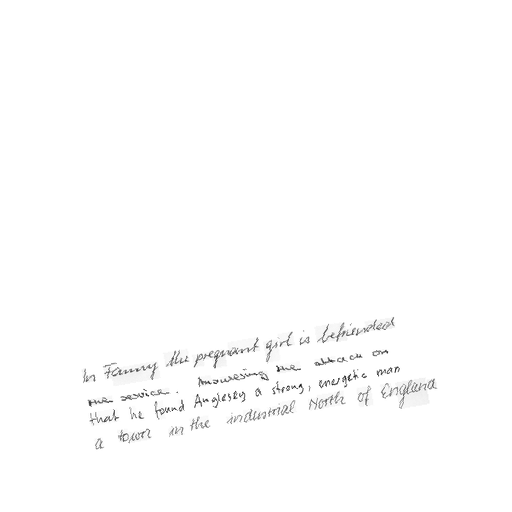 In Fanny the pregnant girl is befriended
the service. Answering the attack on
that he found Anglesey a strong, energetic man
a town in the industrial North of England